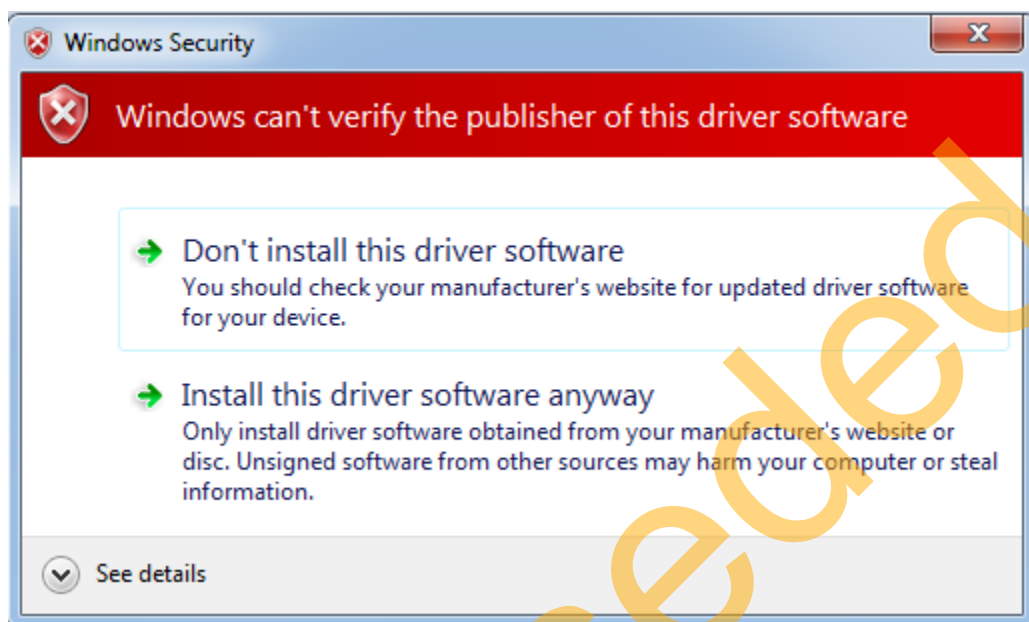 Windows Security
Windows can't verify the publisher of this driver software
Don't install this driver software
You should check your manufacturer's website for updated driver software
for your device.
Install this driver software anyway
Only install driver software obtained from your manufacturer's website or
disc. Unsigned software from other sources may harm your computer or steal
information.
See details
eded